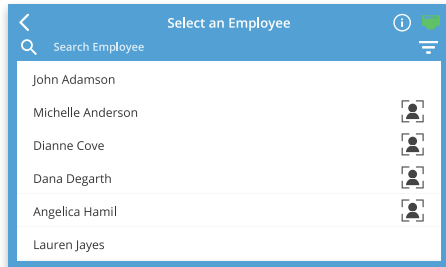 Select an Employee
Search Employee
John Adamson
Michelle Anderson
Dianne Cove
Dana Degarth
Angelica Hamil
Lauren Jayes